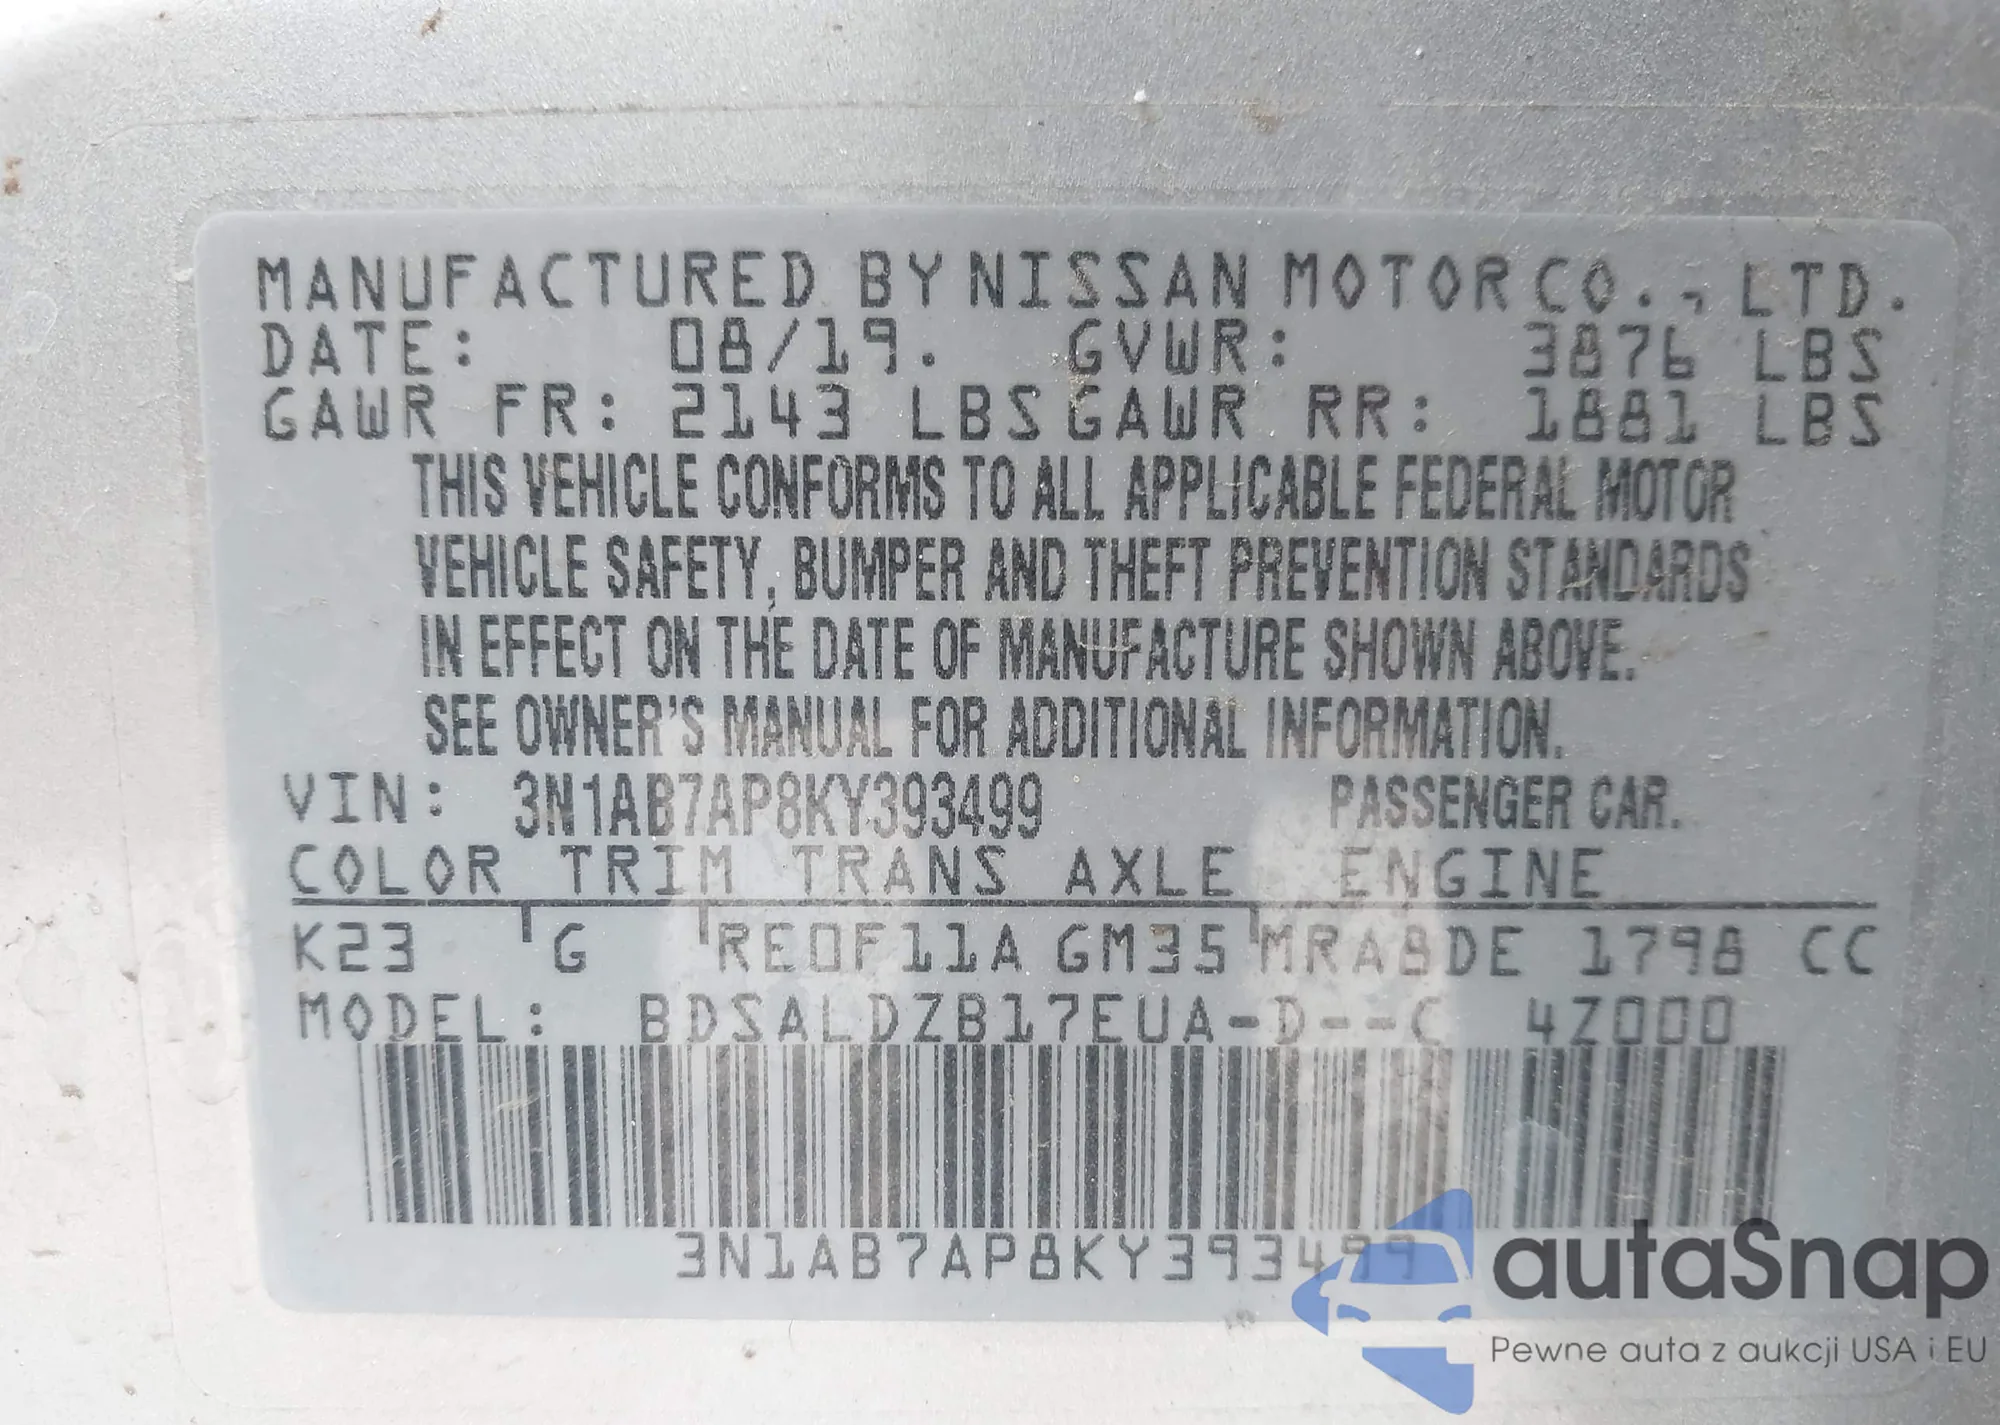 MANUFACTURED BY NISSAN MOTOR CO., LTD.
DATE: 08/19. GVWR: 3876 LBS
GAWR FR: 2143 LBS GAWR RR: 1881 LBS
THIS VEHICLE CONFORMS TO ALL APPLICABLE FEDERAL MOTOR
VEHICLE SAFETY, BUMPER AND THEFT PREVENTION STANDARDS
IN EFFECT ON THE DATE OF MANUFACTURE SHOWN ABOVE.
SEE OWNER'S MANUAL FOR ADDITIONAL INFORMATION.
VIN: 3N1AB7AP8KY393499 PASSENGER CAR.
COLOR TRIM TRANS AXLE ENGINE
K23 G RE0F11A GM35 MRA8DE 1798 CC
MODEL: BDSALDZB17EUA-D--C 4Z000
3N1AB7AP8KY393499
autaSnap
Pewne auta z aukcji USA i EU